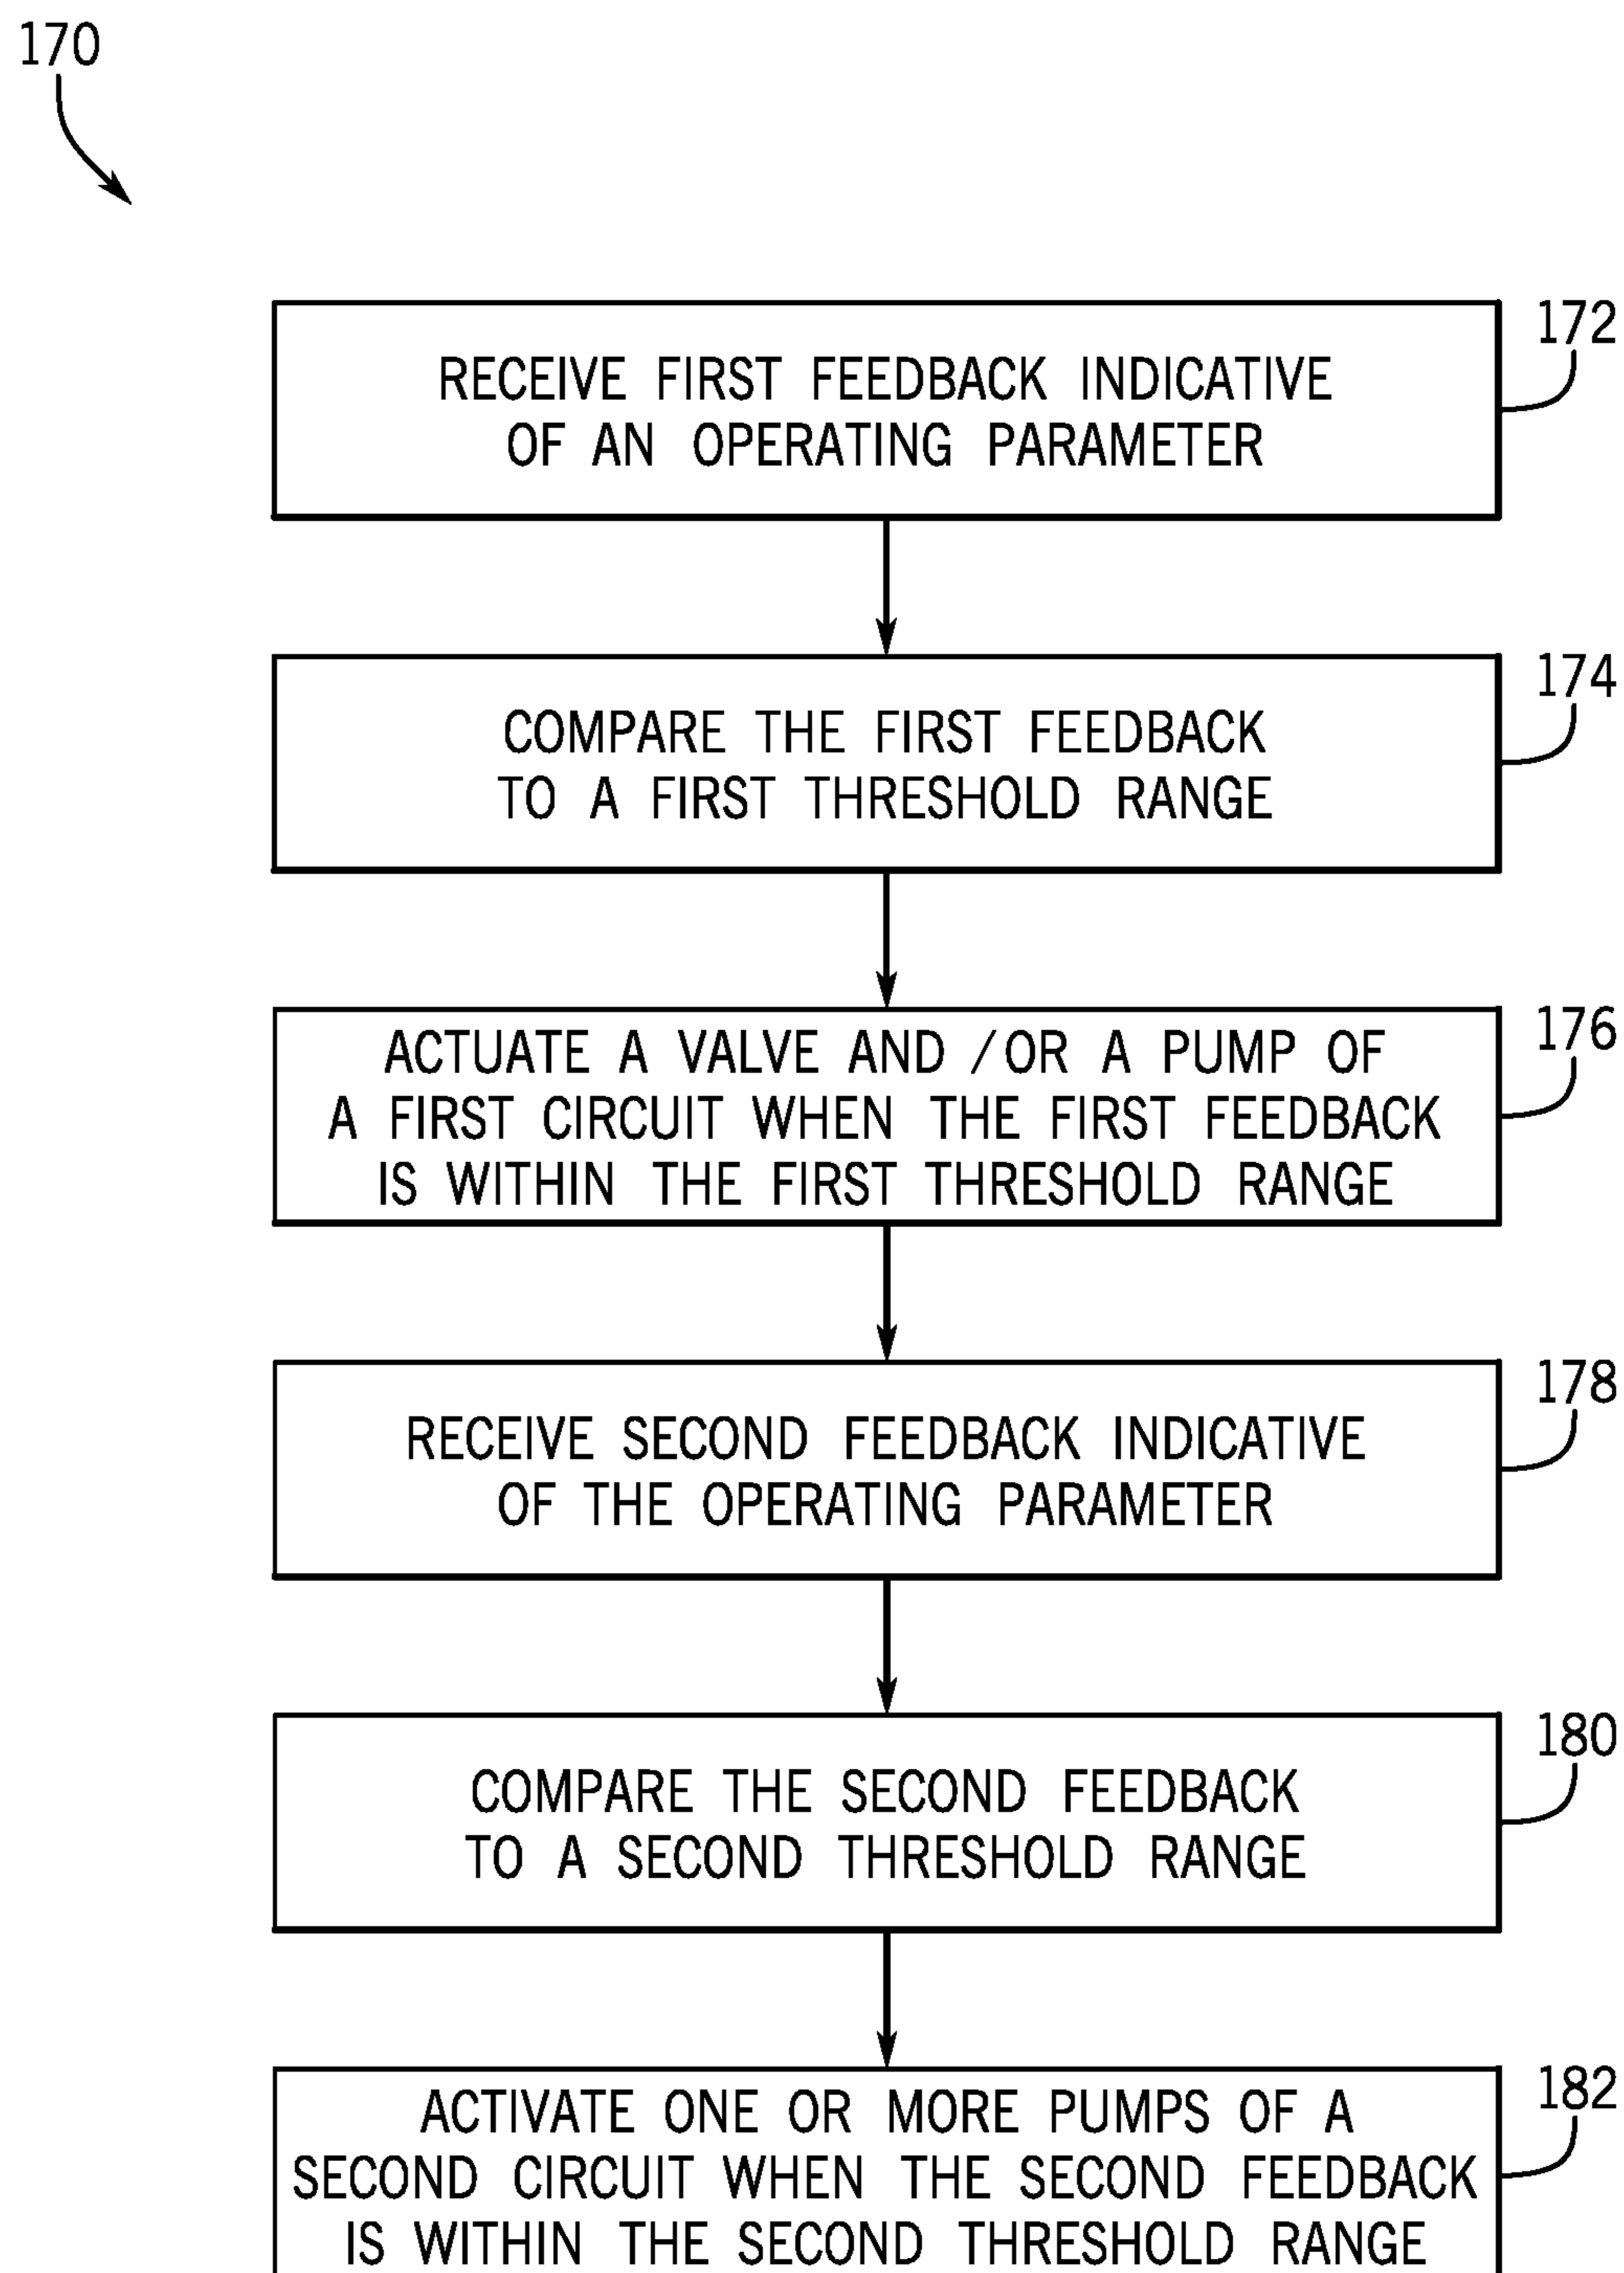 170
172
RECEIVE FIRST FEEDBACK INDICATIVE
OF AN OPERATING PARAMETER
174
COMPARE THE FIRST FEEDBACK
TO A FIRST THRESHOLD RANGE
176
ACTUATE A VALVE AND /OR A PUMP OF
A FIRST CIRCUIT WHEN THE FIRST FEEDBACK
IS WITHIN THE FIRST THRESHOLD RANGE
178
RECEIVE SECOND FEEDBACK INDICATIVE
OF THE OPERATING PARAMETER
180
COMPARE THE SECOND FEEDBACK
TO A SECOND THRESHOLD RANGE
182
ACTIVATE ONE OR MORE PUMPS OF A
SECOND CIRCUIT WHEN THE SECOND FEEDBACK
IS WITHIN THE SECOND THRESHOLD RANGE